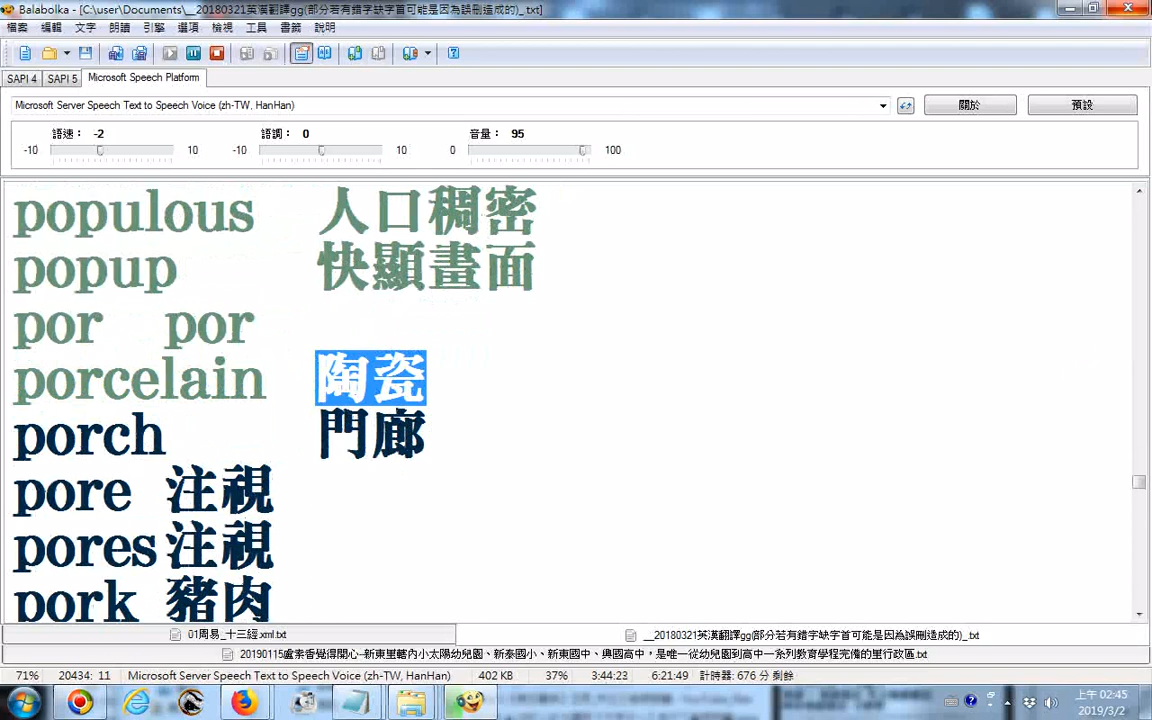 Balabolka - [C:\user\Documents\__20180321英漢翻譯gg(部分若有錯字缺字首可能是因為誤刪造成的)_.txt]
檔案 編輯 文字 朗讀 引擎 選項 檢視 工具 書籤 說明
SAPI 4 SAPI 5 Microsoft Speech Platform
Microsoft Server Speech Text to Speech Voice (zh-TW, HanHan) 關於 預設
語速： -2 語調： 0 音量： 95
-10 10 -10 10 0 100
populous 人口稠密
popup 快顯畫面
por por
porcelain 陶瓷
porch 門廊
pore 注視
pores 注視
pork 豬肉
01周易_十三經.xml.txt __20180321英漢翻譯gg(部分若有錯字缺字首可能是因為誤刪造成的)_.txt
20190115盧素香覺得開心~新東里轄內小太陽幼兒園、新泰國小、新東國中、興國高中，是唯一從幼兒園到高中一系列教育學程完備的里行政區.txt
71% 20434: 11 Microsoft Server Speech Text to Speech Voice (zh-TW, HanHan) 402 KB 37% 3:44:23 6:21:49 計時器: 676 分 剩餘
上午 02:45
2019/3/2